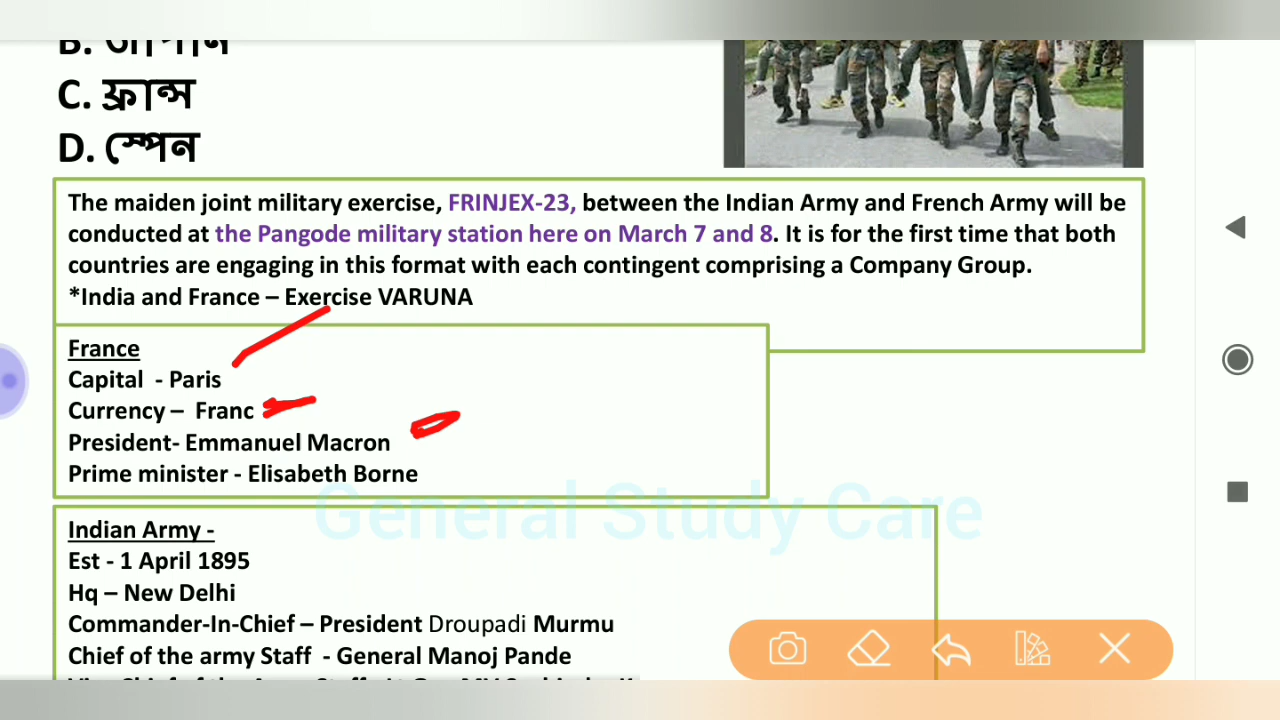 B. জাপান
C. ফ্রান্স
D. স্পেন
The maiden joint military exercise, FRINJEX-23, between the Indian Army and French Army will be
conducted at the Pangode military station here on March 7 and 8. It is for the first time that both
countries are engaging in this format with each contingent comprising a Company Group.
*India and France – Exercise VARUNA
France
Capital - Paris
Currency – Franc
President- Emmanuel Macron
Prime minister - Elisabeth Borne
General Study Care
Indian Army -
Est - 1 April 1895
Hq – New Delhi
Commander-In-Chief – President Droupadi Murmu
Chief of the army Staff - General Manoj Pande